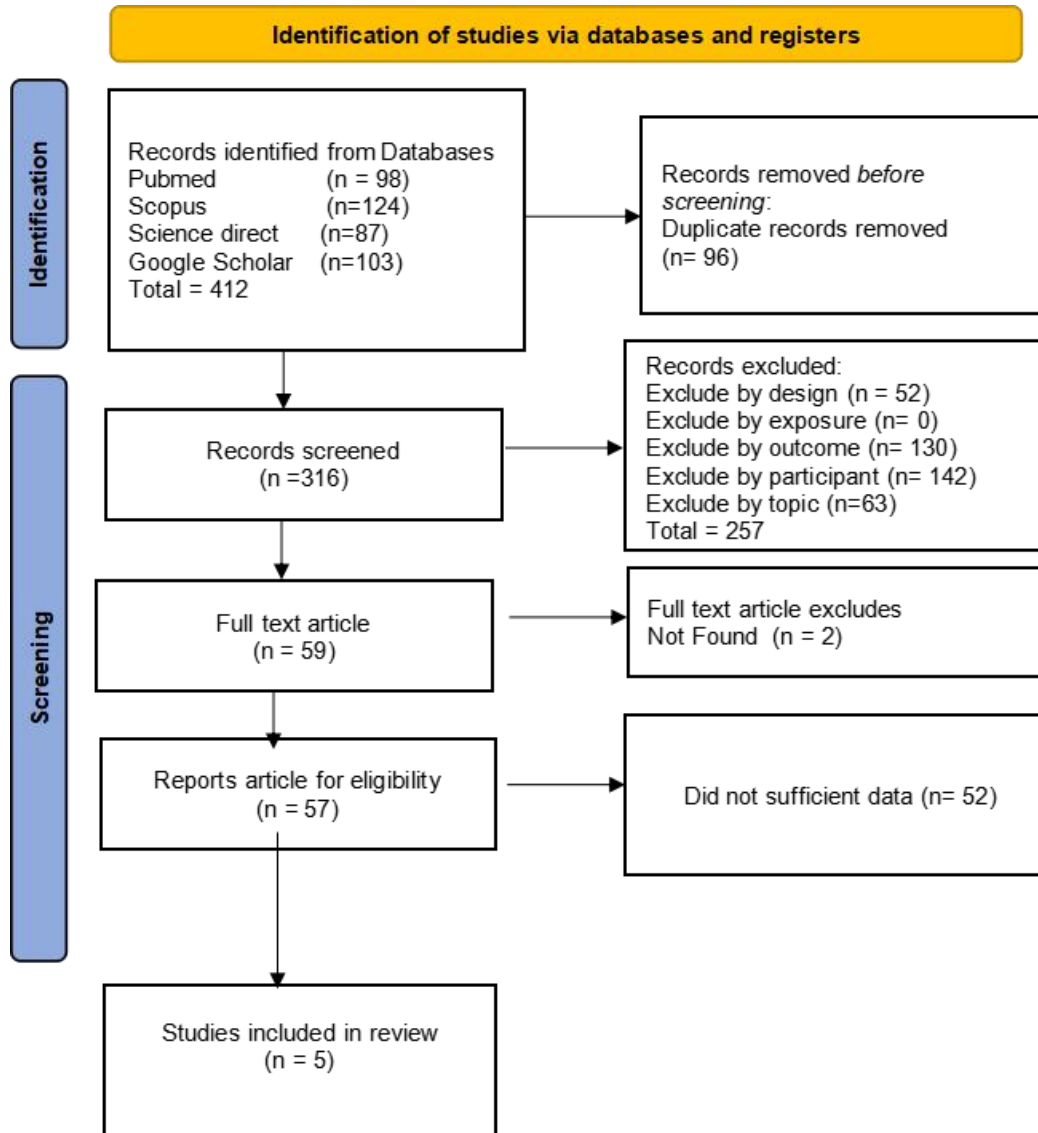 Identification of studies via databases and registers
Identification
Records identified from Databases
Pubmed (n = 98)
Scopus (n=124)
Science direct (n=87)
Google Scholar (n=103)
Total = 412
Records removed before
screening:
Duplicate records removed
(n= 96)
Screening
Records screened
(n =316)
Records excluded:
Exclude by design (n = 52)
Exclude by exposure (n= 0)
Exclude by outcome (n= 130)
Exclude by participant (n= 142)
Exclude by topic (n=63)
Total = 257
Full text article
(n = 59)
Full text article excludes
Not Found (n = 2)
Reports article for eligibility
(n = 57)
Did not sufficient data (n= 52)
Studies included in review
(n = 5)